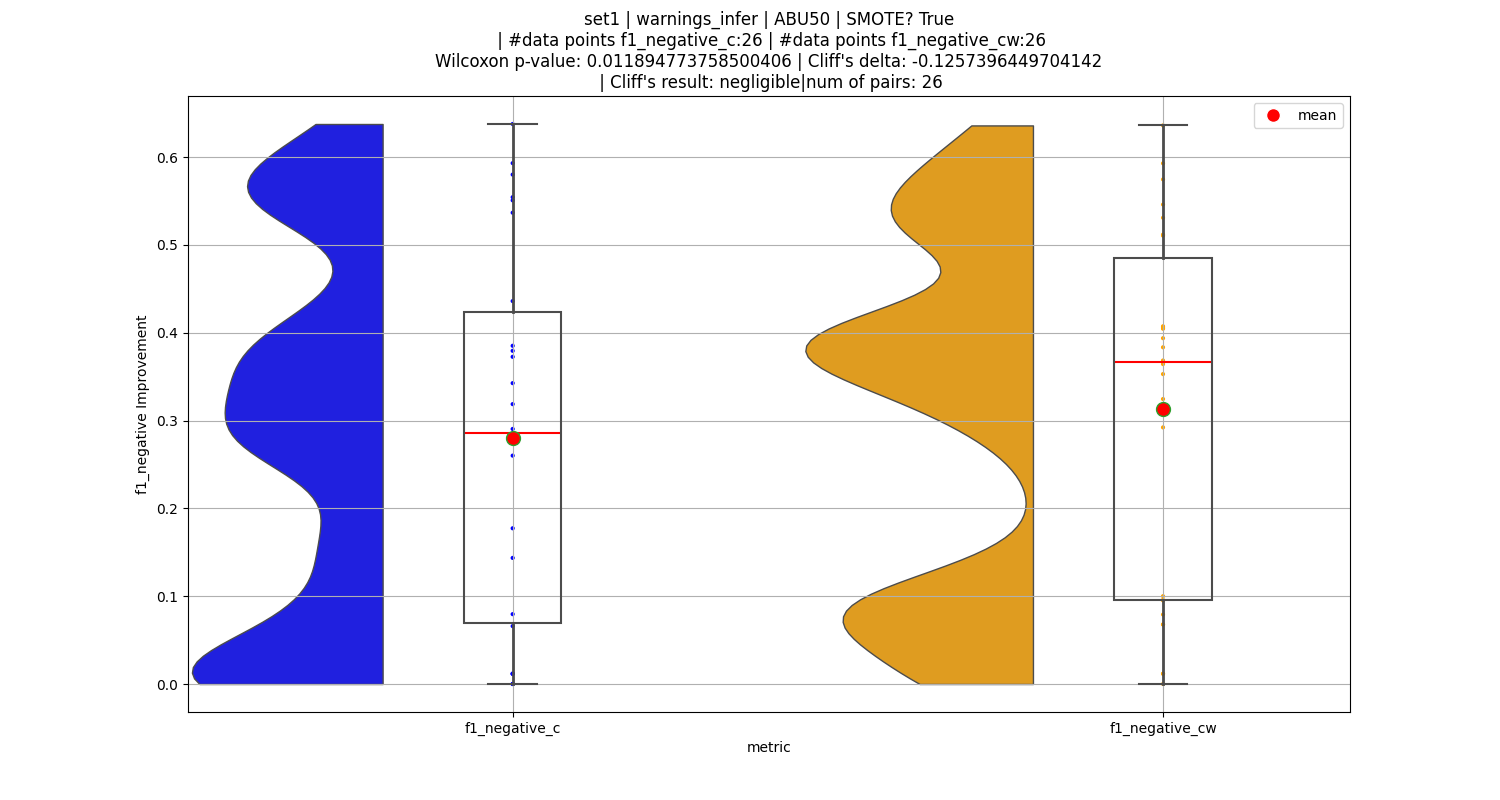 set1 | warnings_infer | ABU50 | SMOTE? True
| #data points f1_negative_c:26 | #data points f1_negative_cw:26
Wilcoxon p-value: 0.011894773758500406 | Cliff's delta: -0.1257396449704142
| Cliff's result: negligible|num of pairs: 26
mean
0.6
0.5
0.4
0.3
0.2
0.1
0.0
f1_negative Improvement
f1_negative_c
f1_negative_cw
metric